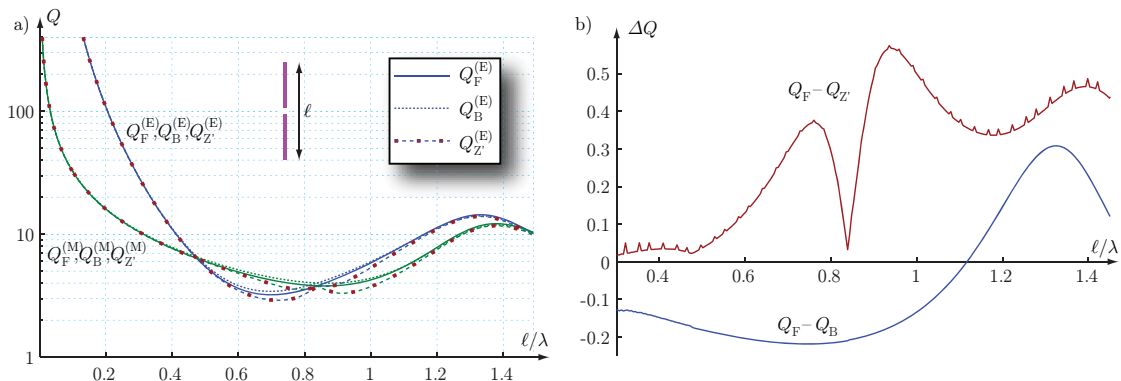 a)
Q
100
10
1
0.2
0.4
0.6
0.8
1
1.2
1.4
ℓ/λ
Q_F^(E),Q_B^(E),Q_Z'^(E)
Q_F^(M),Q_B^(M),Q_Z'^(M)
ℓ
Q_F^(E)
Q_B^(E)
Q_Z'^(E)
b)
ΔQ
0.5
0.4
0.3
0.2
0.1
0
-0.1
-0.2
0.4
0.6
0.8
1
1.2
1.4
ℓ/λ
Q_F–Q_Z'
Q_F–Q_B